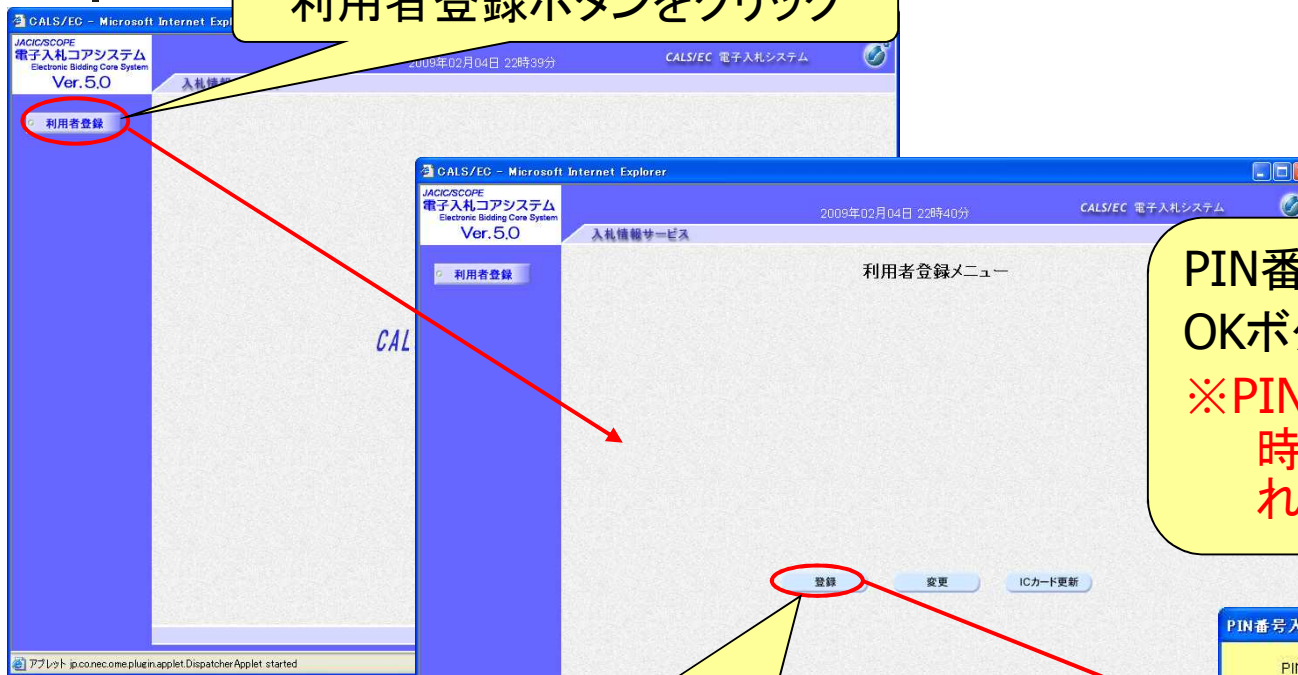 利用者登録ボタンをクリック
CALS/EC - Microsoft Internet Expl
JACIC/SCOPE
電子入札コアシステム
Electronic Bidding Core System
Ver.5.0
2009年02月04日 22時39分
CALS/EC 電子入札システム
入札情報
利用者登録
CAL
アプレット jp.co.nec.ome.plugin.applet.DispatcherApplet started
CALS/EC - Microsoft Internet Explorer
JACIC/SCOPE
電子入札コアシステム
Electronic Bidding Core System
Ver.5.0
2009年02月04日 22時40分
CALS/EC 電子入札システム
入札情報サービス
利用者登録
利用者登録メニュー
登録
変更
ICカード更新
PIN番
OKボ
※PIN
時
れ
PIN番号入
PIN